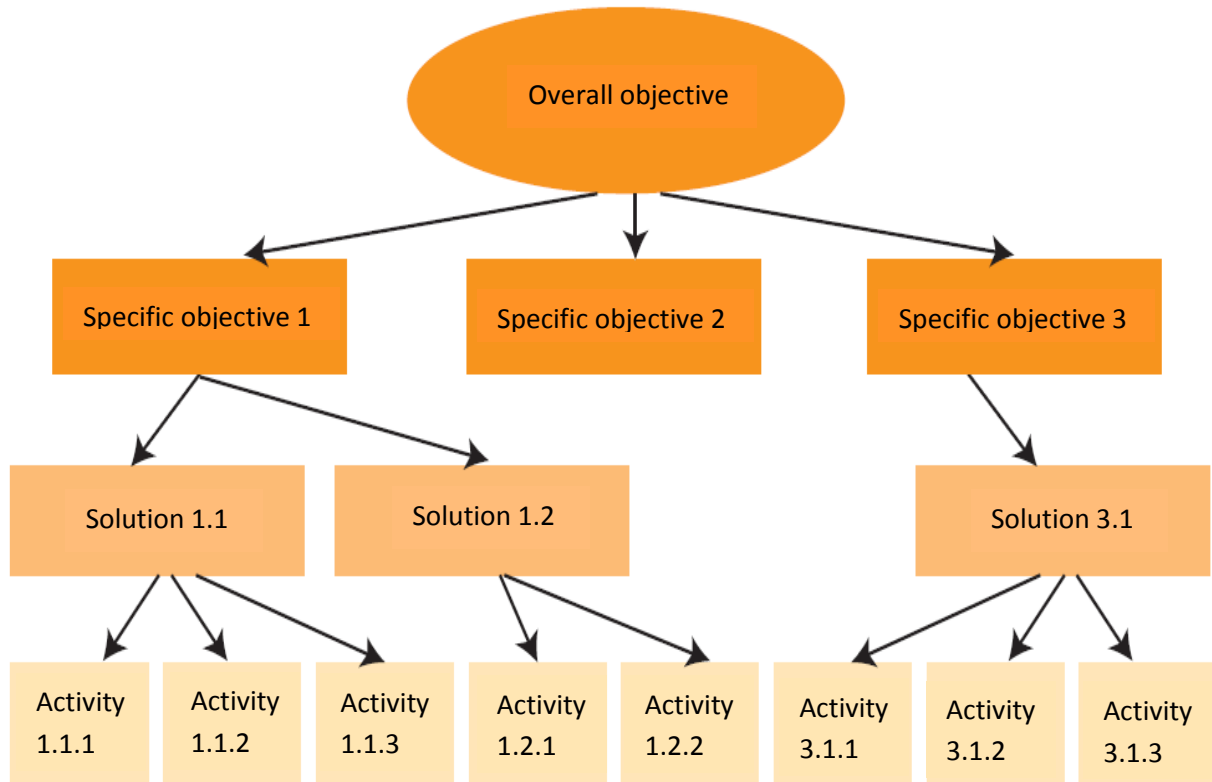 Overall objective
Specific objective 1
Specific objective 2
Specific objective 3
Solution 1.1
Solution 1.2
Solution 3.1
Activity
1.1.1
Activity
1.1.2
Activity
1.1.3
Activity
1.2.1
Activity
1.2.2
Activity
3.1.1
Activity
3.1.2
Activity
3.1.3